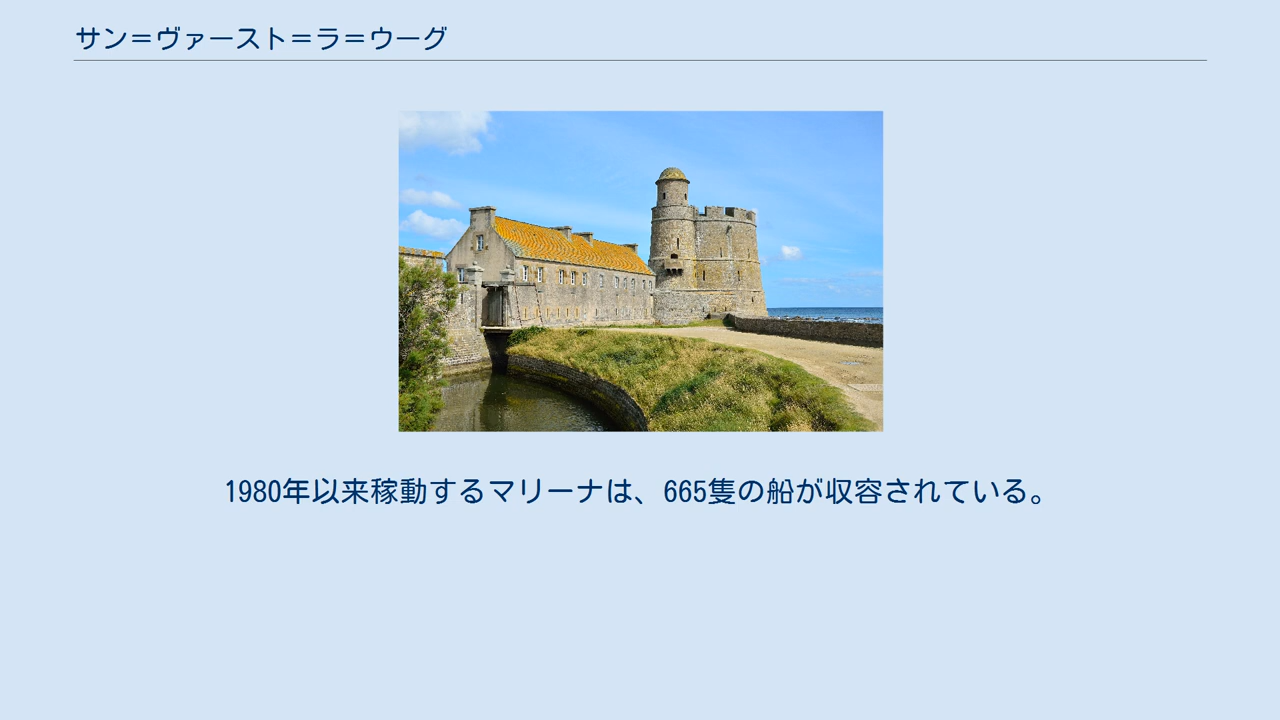 サン＝ヴァースト＝ラ＝ウーグ
1980年以来稼動するマリーナは、665隻の船が収容されている。